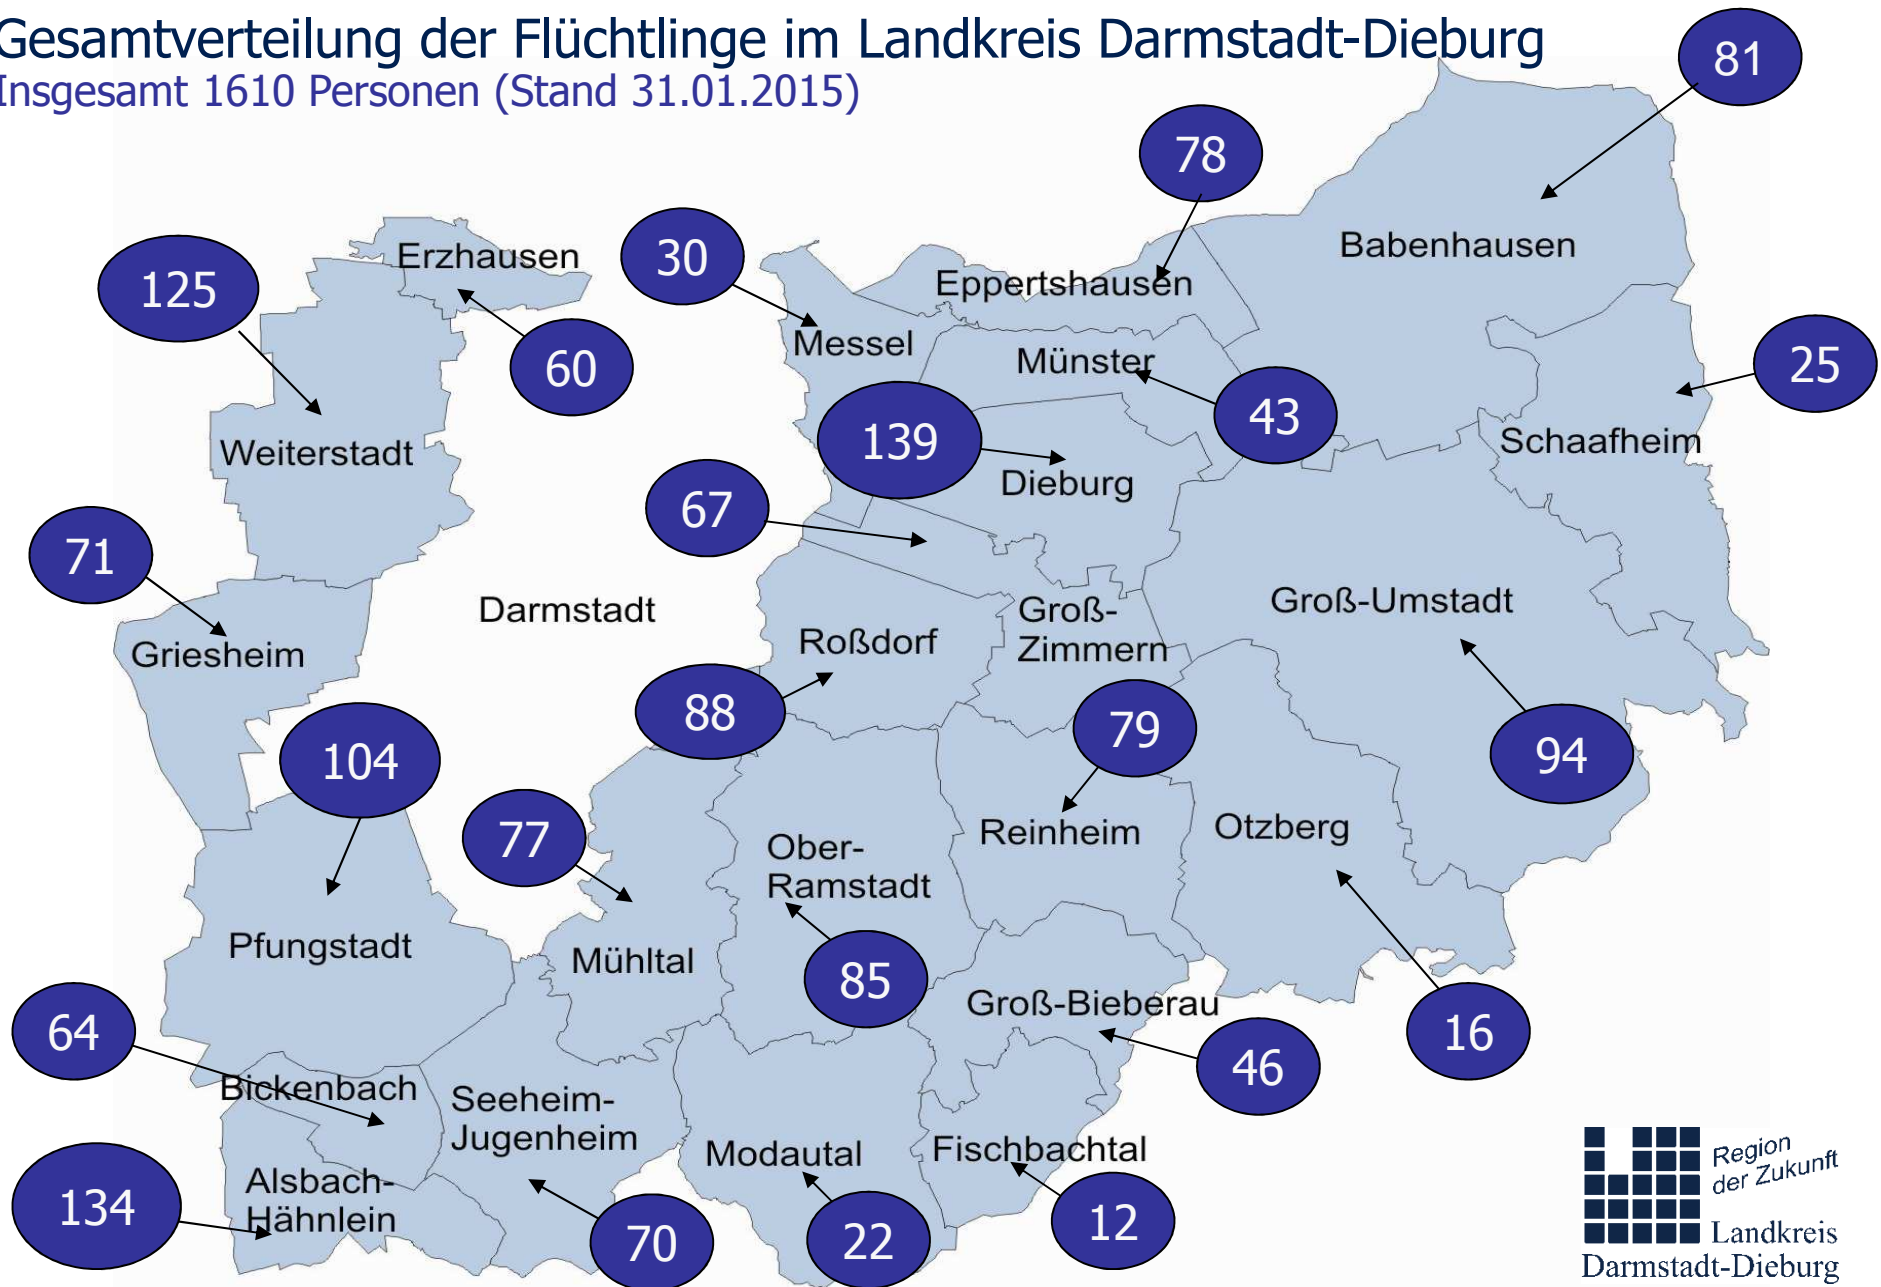 Gesamtverteilung der Flüchtlinge im Landkreis Darmstadt-Dieburg
Insgesamt 1610 Personen (Stand 31.01.2015)
81
78
Babenhausen
Erzhausen
30
125
Eppertshausen
Messel
Münster
60
25
43
139
Schaafheim
Weiterstadt
Dieburg
67
71
Darmstadt
Groß-Umstadt
Groß-
Zimmern
Roßdorf
Griesheim
88
79
94
104
77
Reinheim
Otzberg
Ober-
Ramstadt
Pfungstadt
Mühltal
85
Groß-Bieberau
64
16
46
Bickenbach
Seeheim-
Jugenheim
Modautal
Fischbachtal
Alsbach-
Hähnlein
134
70
22
12
Region
der Zukunft
Landkreis
Darmstadt-Dieburg